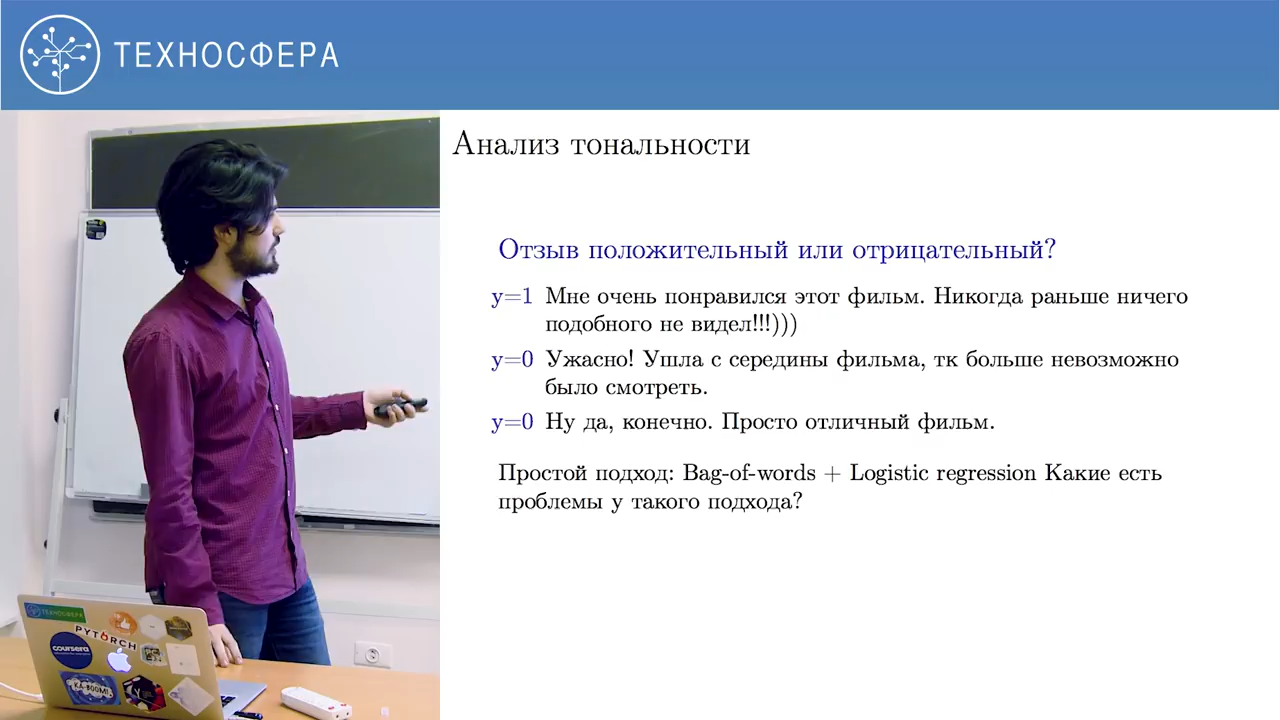 ТЕХНОСФЕРА
Анализ тональности
Отзыв положительный или отрицательный?
y=1 Мне очень понравился этот фильм. Никогда раньше ничего
подобного не видел!!!)))
y=0 Ужасно! Ушла с середины фильма, тк больше невозможно
было смотреть.
y=0 Ну да, конечно. Просто отличный фильм.
Простой подход: Bag-of-words + Logistic regression Какие есть
проблемы у такого подхода?
ТЕХНОСФЕРА
PYTORCH
coursera
KA-BOOM!